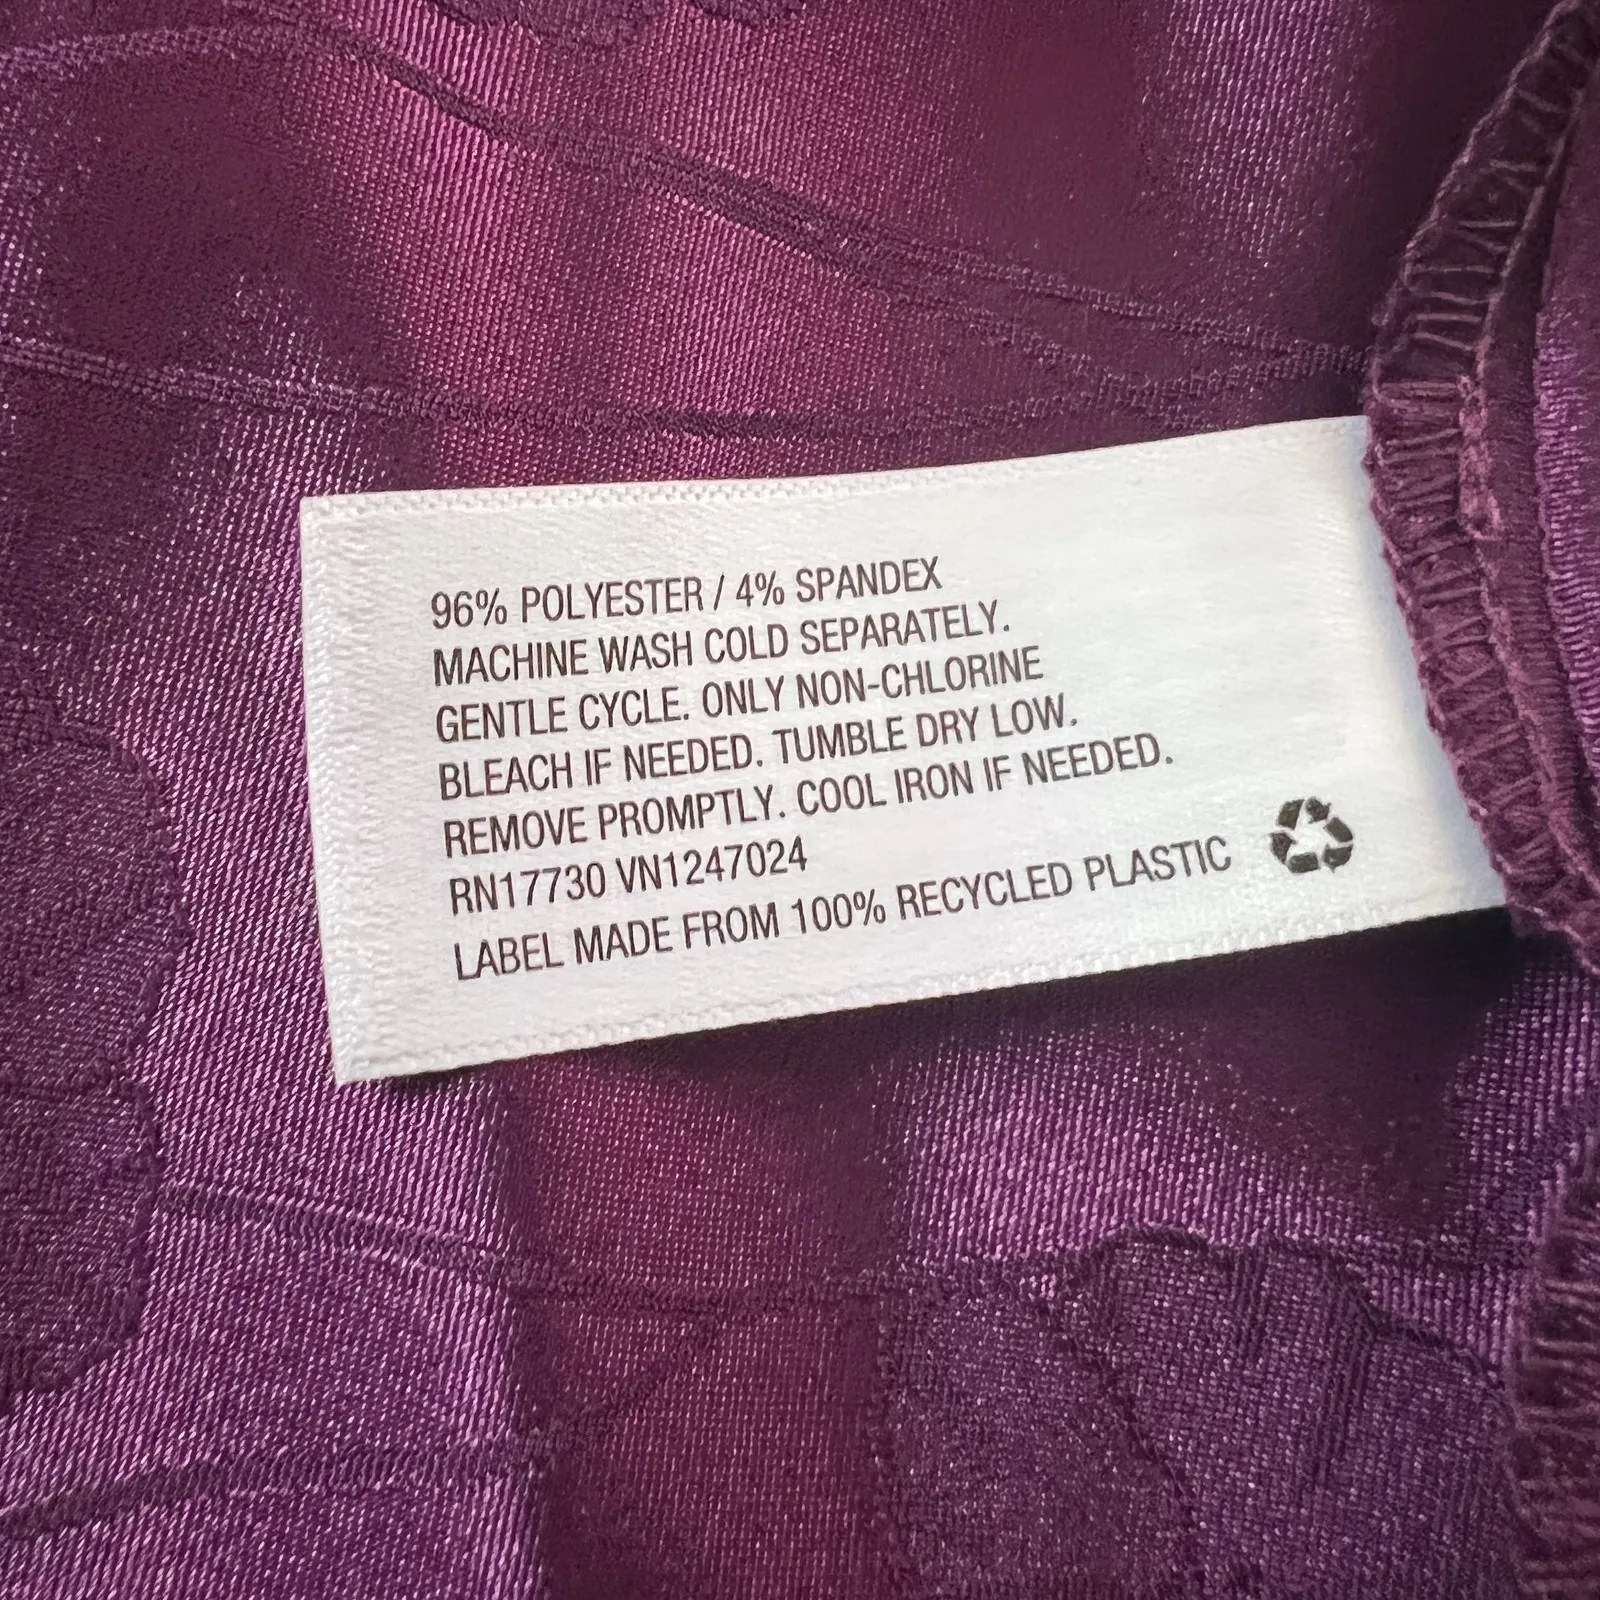 96% POLYESTER / 4% SPANDEX
MACHINE WASH COLD SEPARATELY.
GENTLE CYCLE. ONLY NON-CHLORINE
BLEACH IF NEEDED. TUMBLE DRY LOW.
REMOVE PROMPTLY. COOL IRON IF NEEDED.
RN17730 VN1247024
LABEL MADE FROM 100% RECYCLED PLASTIC